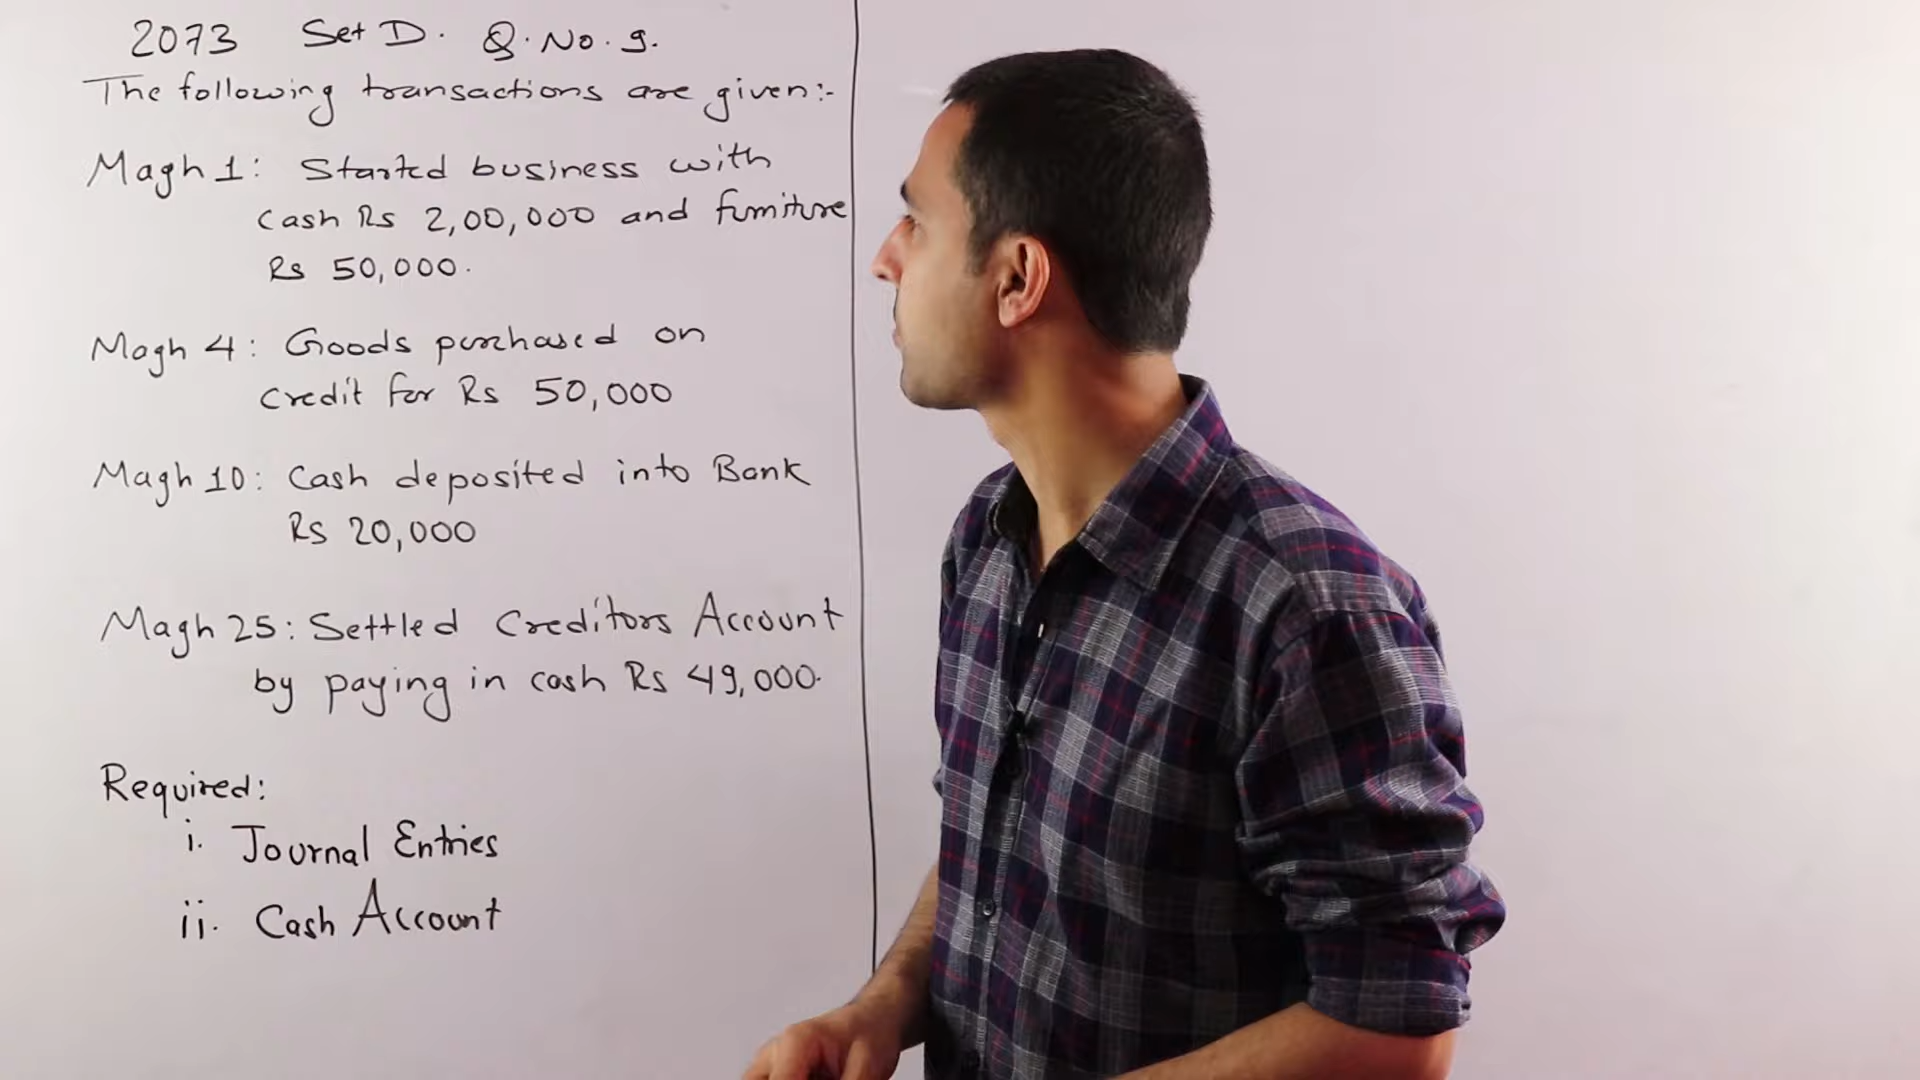 2073 Set D. Q. No. 9.
The following transactions are given:-
Magh 1: Started business with
cash Rs 2,00,000 and furniture
Rs 50,000.
Magh 4: Goods purchased on
credit for Rs 50,000
Magh 10: Cash deposited into Bank
Rs 20,000
Magh 25: Settled Creditors Account
by paying in cash Rs 49,000.
Required:
i. Journal Entries
ii. Cash Account